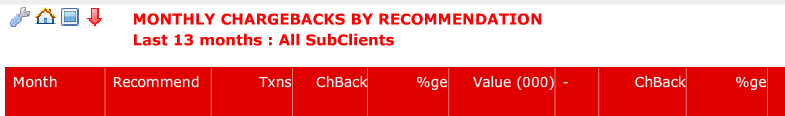 MONTHLY CHARGEBACKS BY RECOMMENDATION
Last 13 months : All SubClients
Month Recommend Txns ChBack %ge Value (000) - ChBack %ge